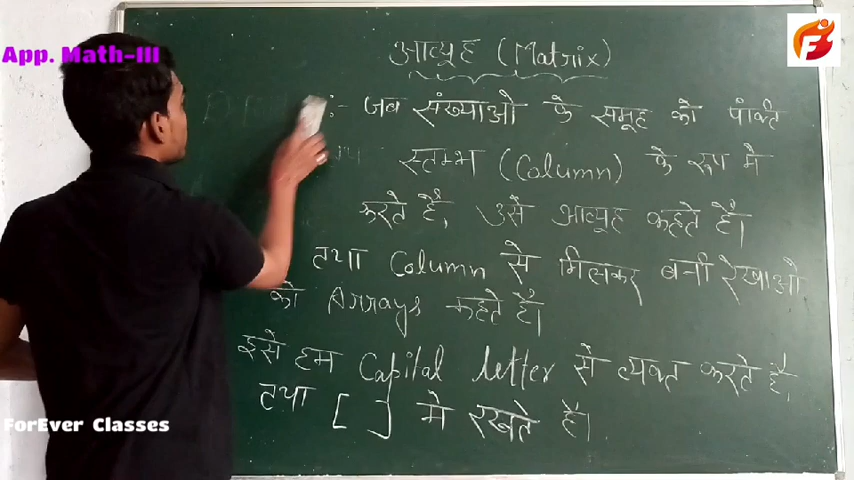 App. Math-III
आव्यूह (Matrix)
:- जब संख्याओ के समूह को पंक्ति
स्तम्भ (Column) के रूप मे
करते हैं, उसे आव्यूह कहते हैं।
तथा Column से मिलकर बनी रेखाओ
को Arrays कहते हैं।
इसे हम Capital letter से व्यक्त करते हैं,
तथा [ ] मे रखते हैं।
ForEver Classes